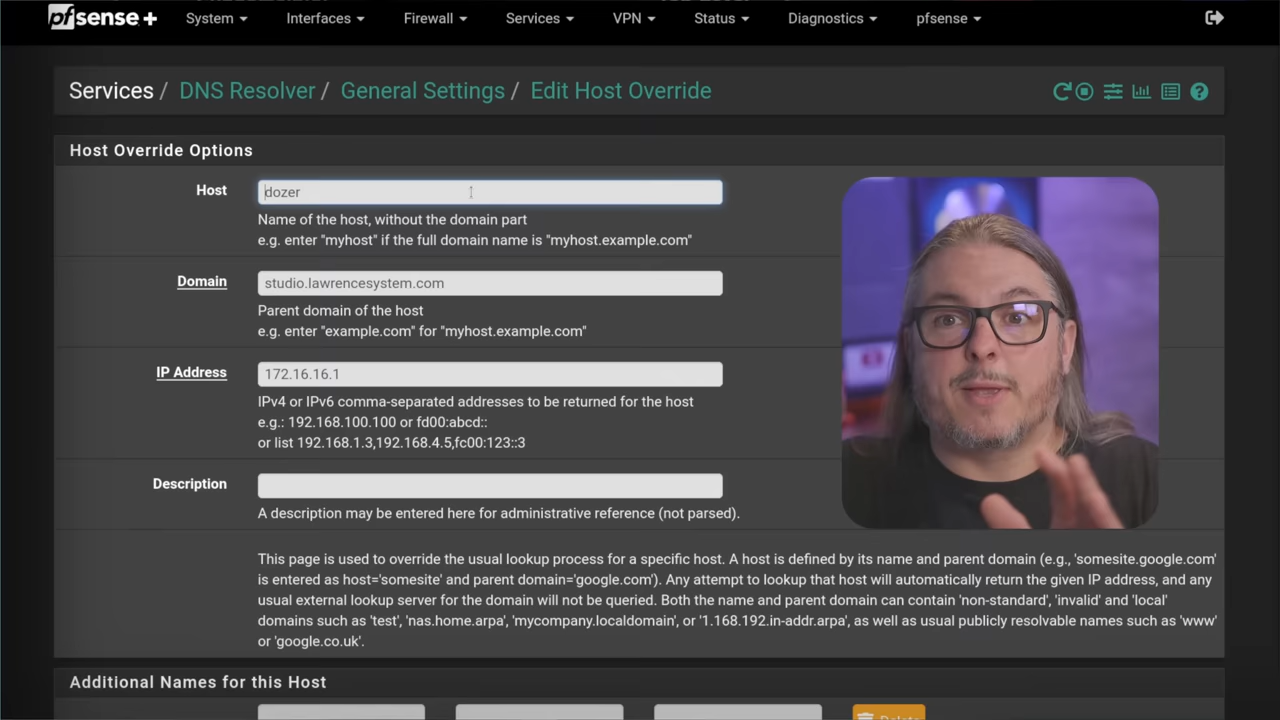 pfsense +
System
Interfaces
Firewall
Services
VPN
Status
Diagnostics
pfsense
Services / DNS Resolver / General Settings / Edit Host Override
Host Override Options
Host
dozer
Name of the host, without the domain part
e.g. enter "myhost" if the full domain name is "myhost.example.com"
Domain
studio.lawrencesystem.com
Parent domain of the host
e.g. enter "example.com" for "myhost.example.com"
IP Address
172.16.16.1
IPv4 or IPv6 comma-separated addresses to be returned for the host
e.g.: 192.168.100.100 or fd00:abcd::
or list 192.168.1.3,192.168.4.5,fc00:123::3
Description
A description may be entered here for administrative reference (not parsed).
This page is used to override the usual lookup process for a specific host. A host is defined by its name and parent domain (e.g., 'somesite.google.com'
is entered as host='somesite' and parent domain='google.com'). Any attempt to lookup that host will automatically return the given IP address, and any
usual external lookup server for the domain will not be queried. Both the name and parent domain can contain 'non-standard', 'invalid' and 'local'
domains such as 'test', 'nas.home.arpa', 'mycompany.localdomain', or '1.168.192.in-addr.arpa', as well as usual publicly resolvable names such as 'www'
or 'google.co.uk'.
Additional Names for this Host
Delete